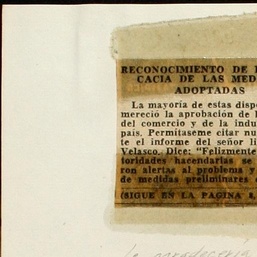 RECONOCIMIENTO DE
CACIA DE LAS MED
ADOPTADAS
La mayoría de estas dispo
mereció la aprobación de l
del comercio y de la indu
país. Permítaseme citar nu
te el informe del señor li
Velasco. Dice: "Felizmente
toridades hacendarias se
ron alertas al problema y
de medidas preliminares
(SIGUE EN LA PAGINA 8,